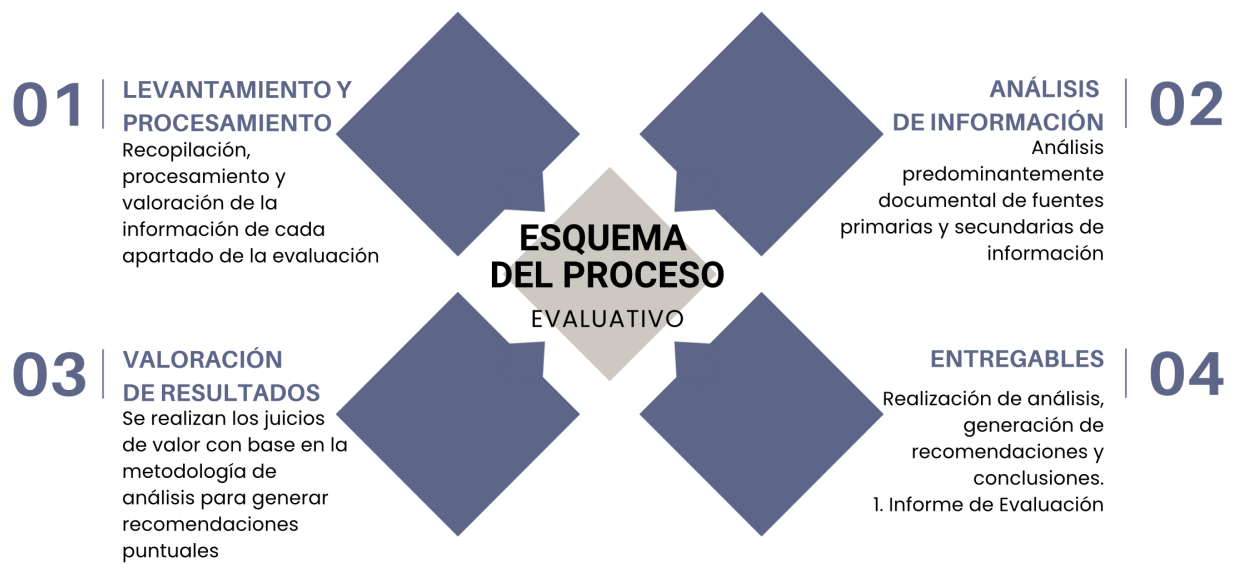 01
LEVANTAMIENTO Y
PROCESAMIENTO
Recopilación,
procesamiento y
valoración de la
información de cada
apartado de la evaluación
ANÁLISIS
DE INFORMACIÓN
02
Análisis
predominantemente
documental de fuentes
primarias y secundarias de
información
ESQUEMA
DEL PROCESO
EVALUATIVO
03
VALORACIÓN
DE RESULTADOS
Se realizan los juicios
de valor con base en la
metodología de
análisis para generar
recomendaciones
puntuales
ENTREGABLES
04
Realización de análisis,
generación de
recomendaciones y
conclusiones.
1. Informe de Evaluación